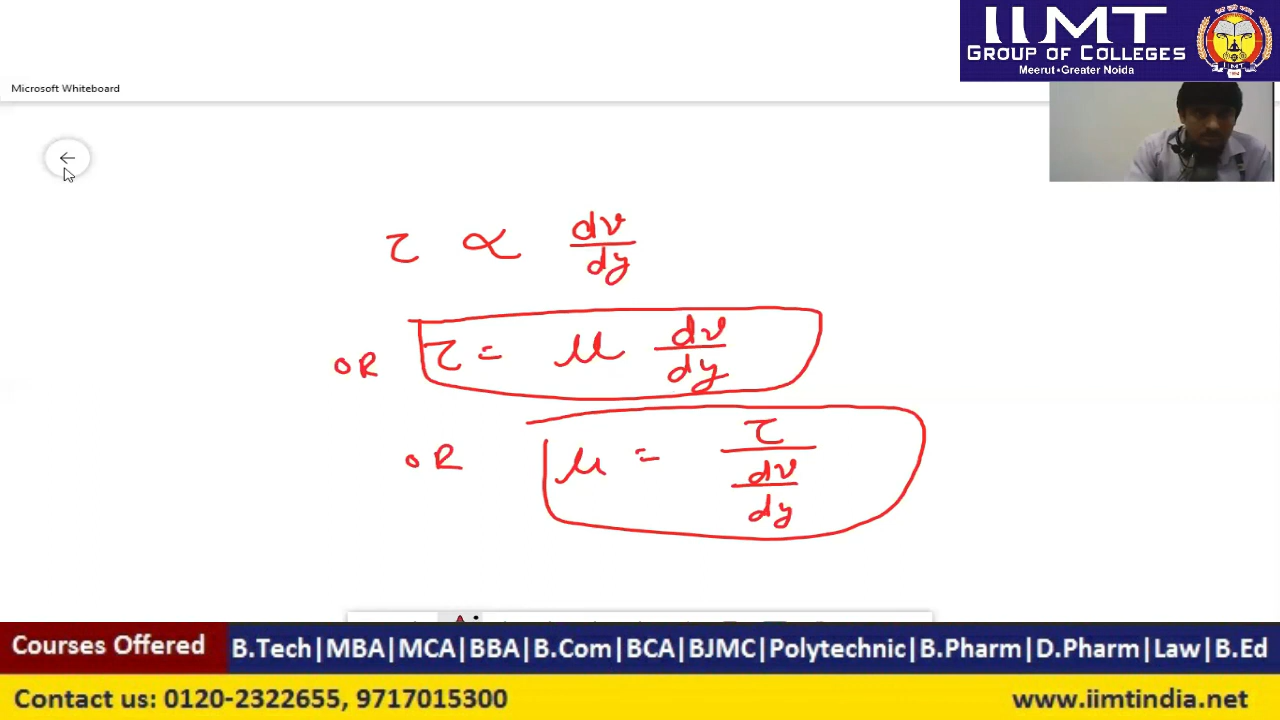 IIMT
GROUP OF COLLEGES
Meerut • Greater Noida
Microsoft Whiteboard
τ ∝ dv/dy
OR τ = μ dv/dy
OR μ = τ/(dv/dy)
Courses Offered B.Tech|MBA|MCA|BBA|B.Com|BCA|BJMC|Polytechnic|B.Pharm|D.Pharm|Law|B.Ed
Contact us: 0120-2322655, 9717015300 www.iimtindia.net